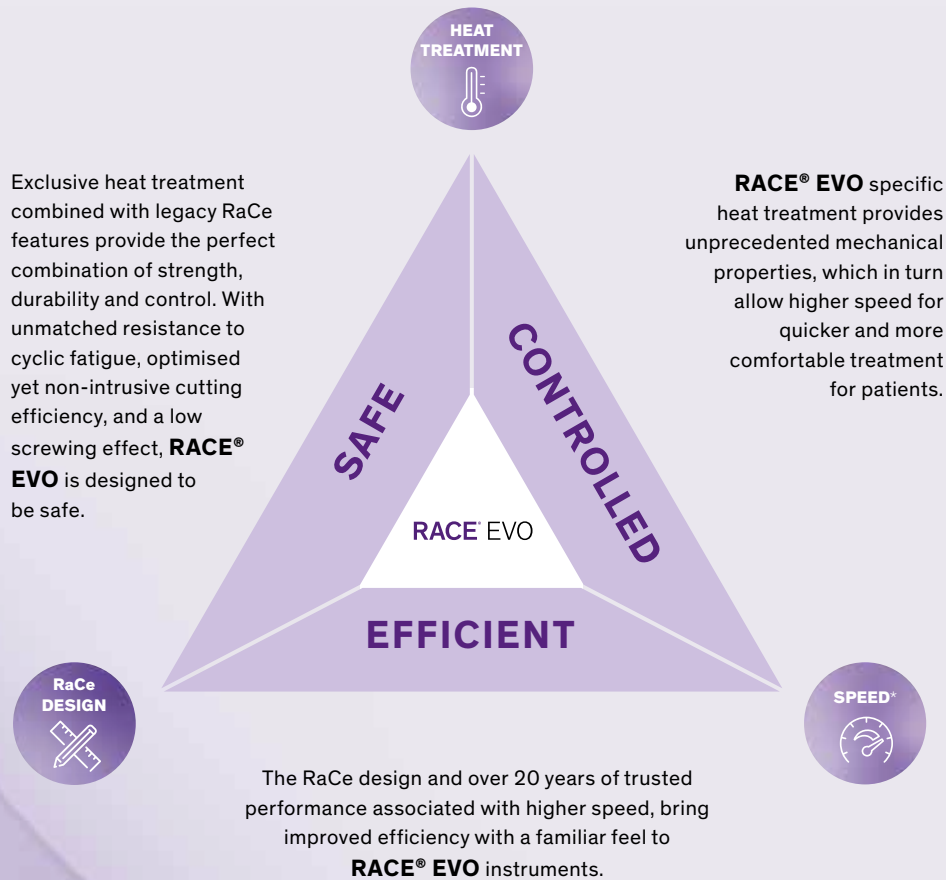 HEAT
TREATMENT
Exclusive heat treatment
combined with legacy RaCe
features provide the perfect
combination of strength,
durability and control. With
unmatched resistance to
cyclic fatigue, optimised
yet non-intrusive cutting
efficiency, and a low
screwing effect, RACE®
EVO is designed to
be safe.
RACE® EVO specific
heat treatment provides
unprecedented mechanical
properties, which in turn
allow higher speed for
quicker and more
comfortable treatment
for patients.
SAFE
CONTROLLED
RACE® EVO
EFFICIENT
RaCe
DESIGN
SPEED*
The RaCe design and over 20 years of trusted
performance associated with higher speed, bring
improved efficiency with a familiar feel to
RACE® EVO instruments.